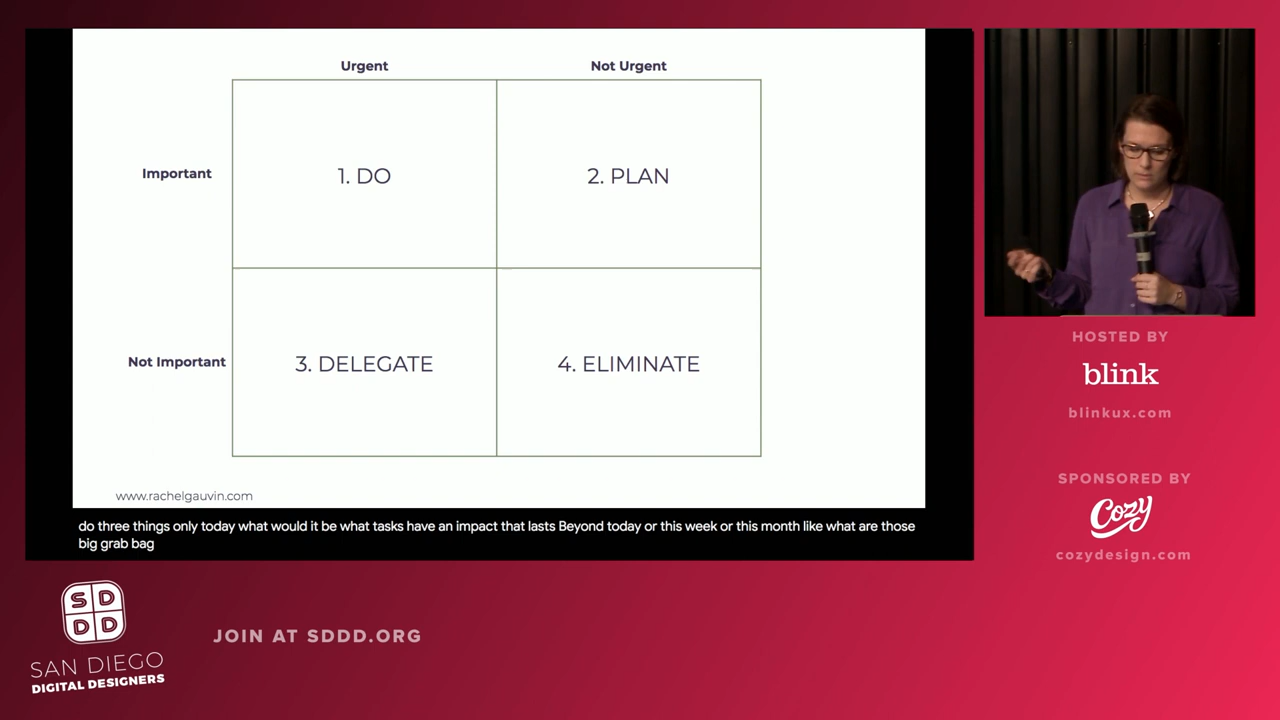 Urgent
Not Urgent
Important
1. DO
2. PLAN
Not Important
3. DELEGATE
4. ELIMINATE
www.rachelgauvin.com
do three things only today what would it be what tasks have an impact that lasts Beyond today or this week or this month like what are those
big grab bag
HOSTED BY
blink
blinkux.com
SPONSORED BY
Cozy
cozydesign.com
SD
DD
SAN DIEGO
DIGITAL DESIGNERS
JOIN AT SDDD.ORG